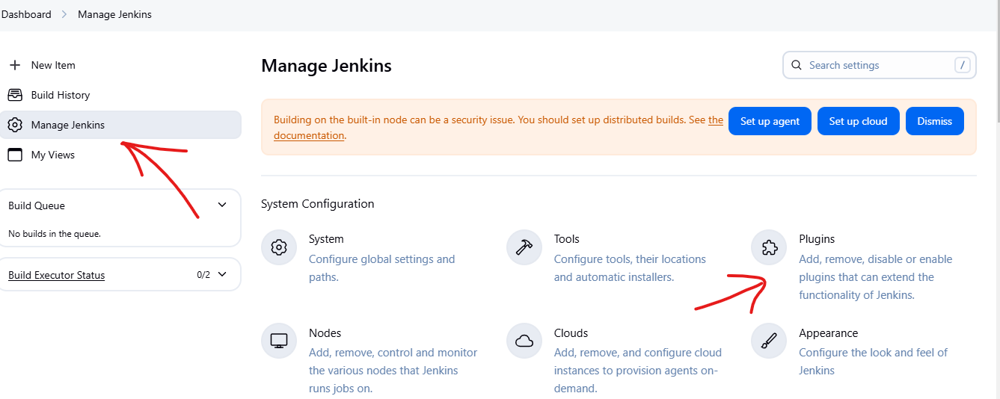 Dashboard > Manage Jenkins
New Item
Build History
Manage Jenkins
My Views
Build Queue
No builds in the queue.
Build Executor Status 0/2
Manage Jenkins
Search settings /
Building on the built-in node can be a security issue. You should set up distributed builds. See the
documentation.
Set up agent
Set up cloud
Dismiss
System Configuration
System
Configure global settings and
paths.
Tools
Configure tools, their locations
and automatic installers.
Plugins
Add, remove, disable or enable
plugins that can extend the
functionality of Jenkins.
Nodes
Add, remove, control and monitor
the various nodes that Jenkins
runs jobs on.
Clouds
Add, remove, and configure cloud
instances to provision agents on-
demand.
Appearance
Configure the look and feel of
Jenkins